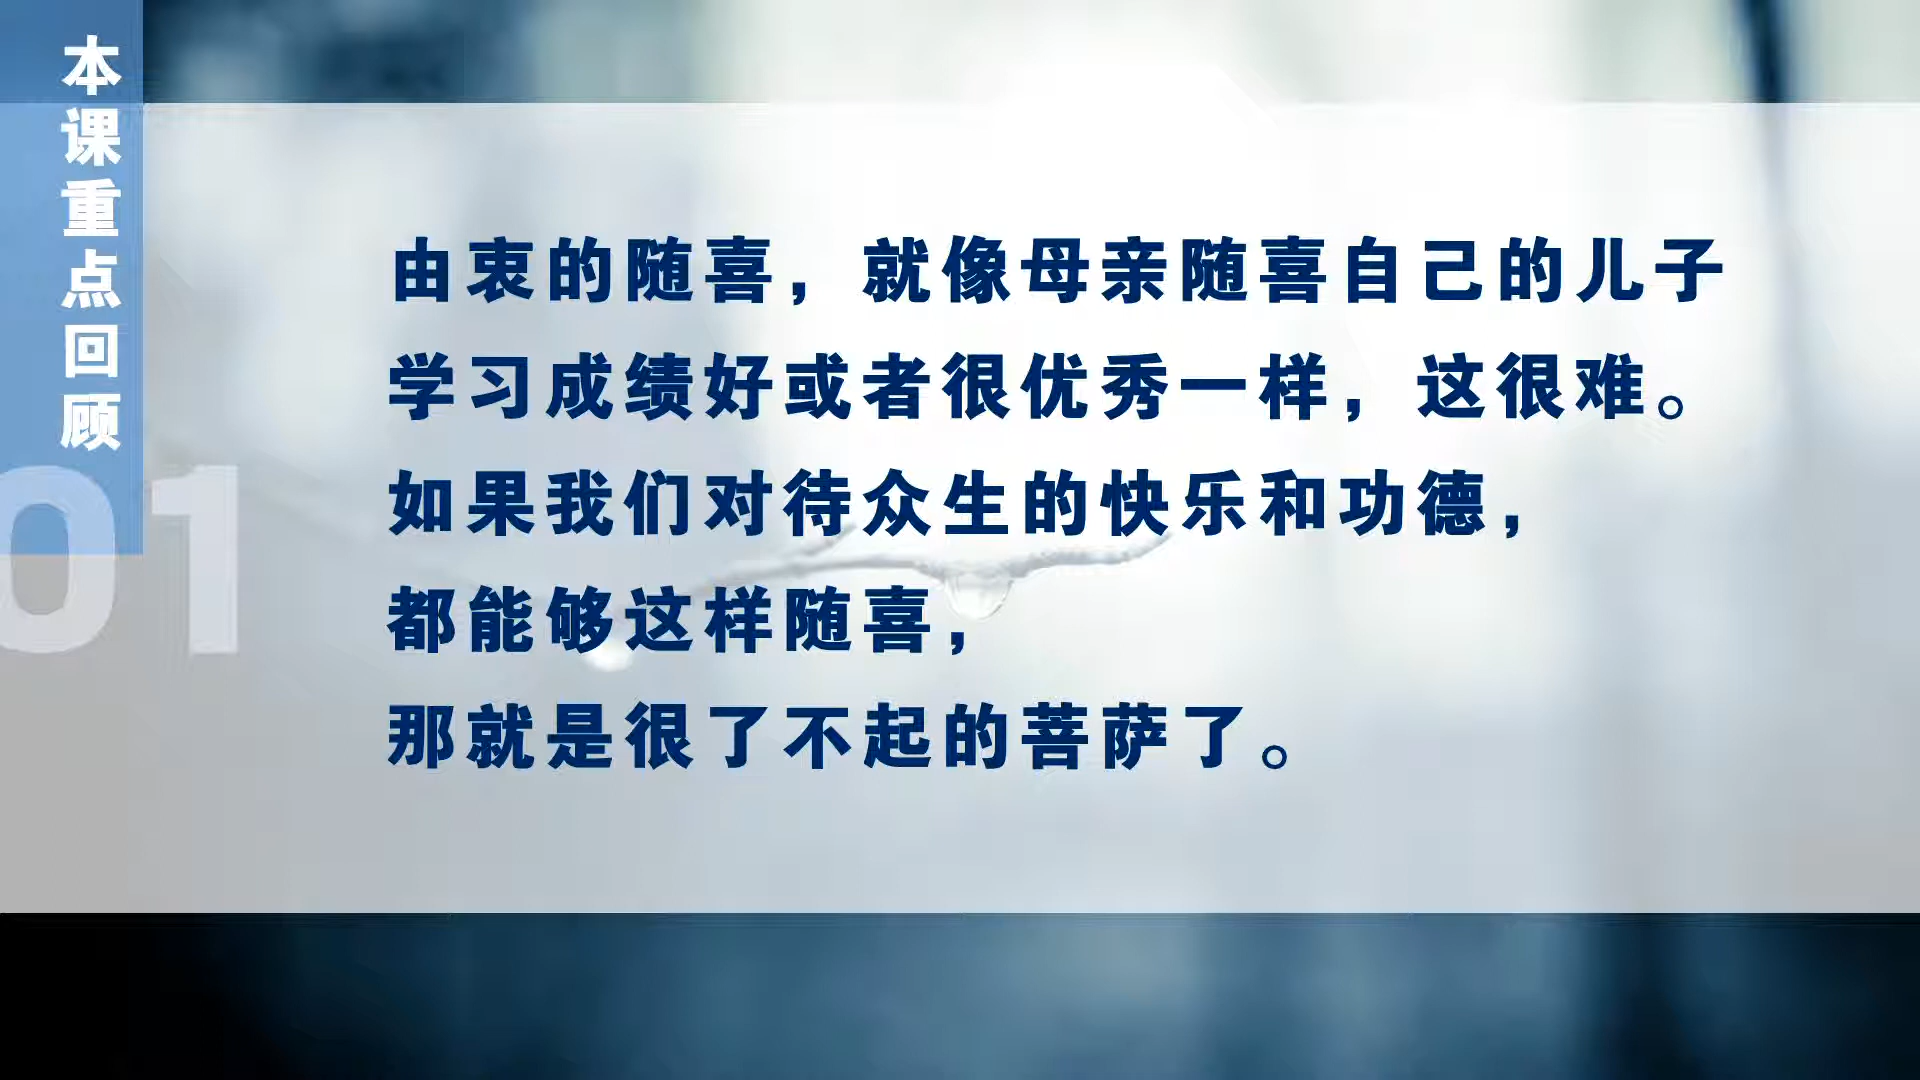 本课重点回顾
01
由衷的随喜，就像母亲随喜自己的儿子
学习成绩好或者很优秀一样，这很难。
如果我们对待众生的快乐和功德，
都能够这样随喜，
那就是很了不起的菩萨了。